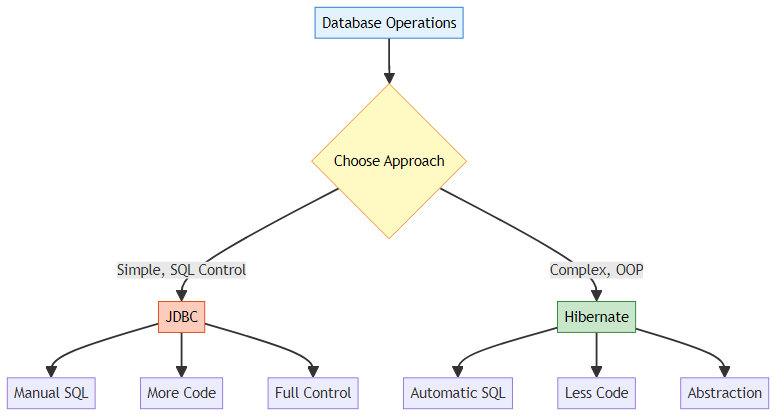 Database Operations
Choose Approach
Simple, SQL Control
Complex, OOP
JDBC
Hibernate
Manual SQL
More Code
Full Control
Automatic SQL
Less Code
Abstraction